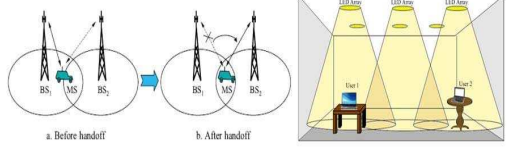 BS1 MS BS2
a. Before handoff
BS1 MS BS2
b. After handoff
LED Array LED Array LED Array
User 1
User 2